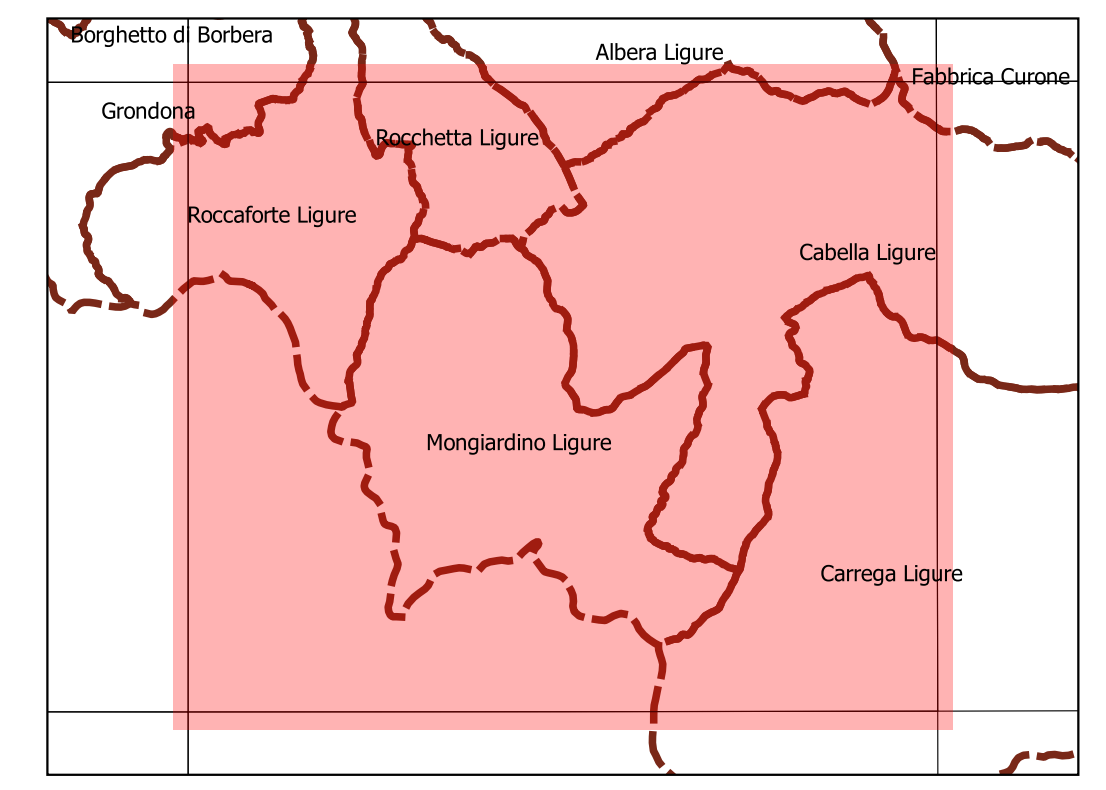 Borghetto di Borbera
Albera Ligure
Fabbrica Curone
Grondona
Rocchetta Ligure
Roccaforte Ligure
Cabella Ligure
Mongiardino Ligure
Carrega Ligure